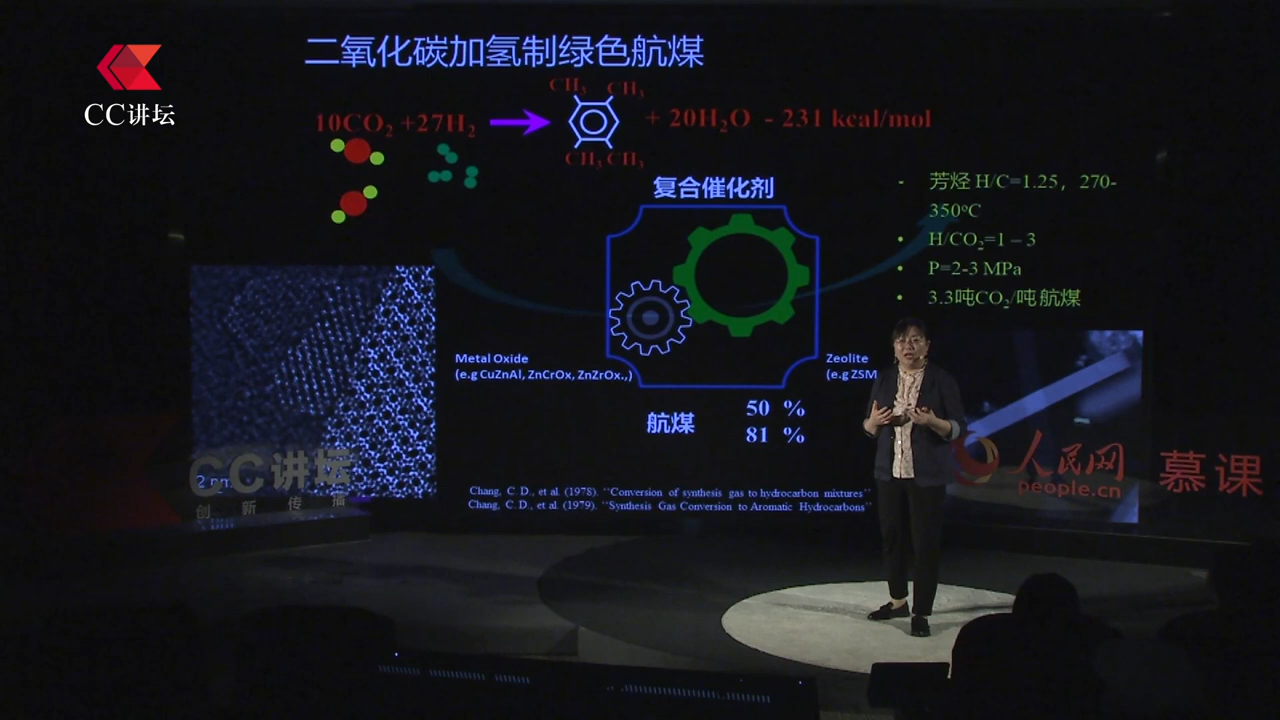 CC讲坛
二氧化碳加氢制绿色航煤
CH3 CH3
10CO2 +27H2 + 20H2O - 231 kcal/mol
CH3 CH3
复合催化剂
- 芳烃 H/C=1.25，270-
350°C
• H/CO2=1 – 3
• P=2-3 MPa
• 3.3吨CO2/吨航煤
Metal Oxide
(e.g CuZnAl, ZnCrOx, ZnZrOx.,)
Zeolite
(e.g ZSM
航煤
50 %
81 %
2 nm
CC讲坛
创 新 传 播
人民网
people.cn
慕课
Chang, C. D., et al. (1978). "Conversion of synthesis gas to hydrocarbon mixtures"
Chang, C. D., et al. (1979). "Synthesis Gas Conversion to Aromatic Hydrocarbons"